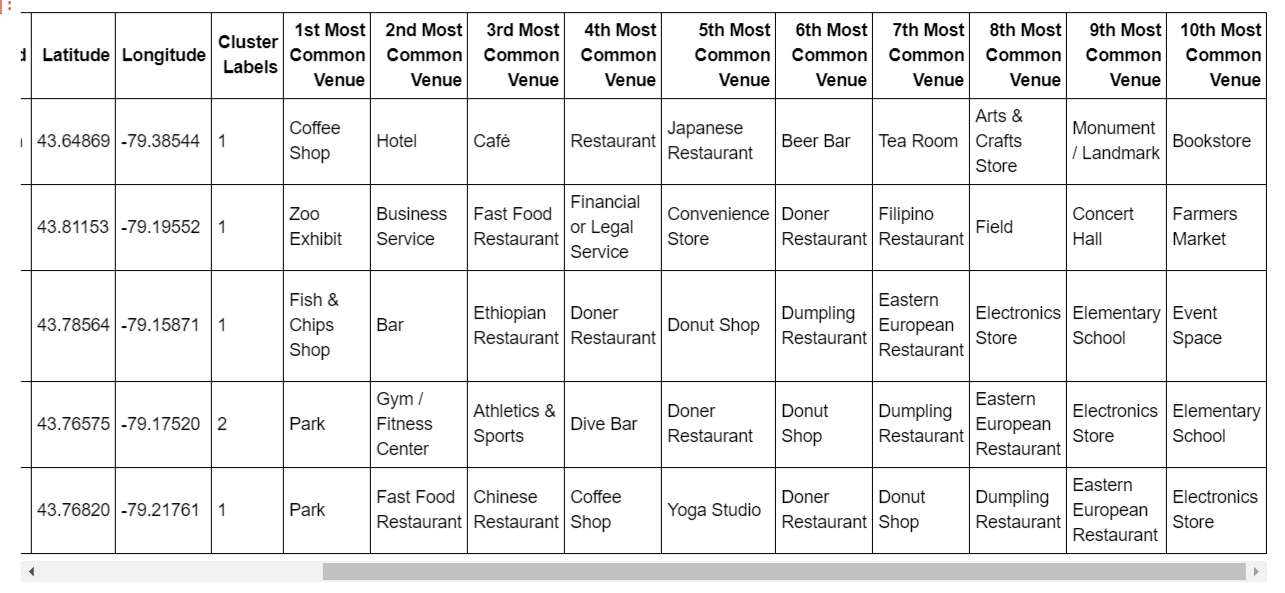 d Latitude Longitude Cluster Labels 1st Most Common Venue 2nd Most Common Venue 3rd Most Common Venue 4th Most Common Venue 5th Most Common Venue 6th Most Common Venue 7th Most Common Venue 8th Most Common Venue 9th Most Common Venue 10th Most Common Venue
43.64869 -79.38544 1 Coffee Shop Hotel Café Restaurant Japanese Restaurant Beer Bar Tea Room Arts & Crafts Store Monument / Landmark Bookstore
43.81153 -79.19552 1 Zoo Exhibit Business Service Fast Food Restaurant Financial or Legal Service Convenience Store Doner Restaurant Filipino Restaurant Field Concert Hall Farmers Market
43.78564 -79.15871 1 Fish & Chips Shop Bar Ethiopian Restaurant Doner Restaurant Donut Shop Dumpling Restaurant Eastern European Restaurant Electronics Store Elementary School Event Space
43.76575 -79.17520 2 Park Gym / Fitness Center Athletics & Sports Dive Bar Doner Restaurant Donut Shop Dumpling Restaurant Eastern European Restaurant Electronics Store Elementary School
43.76820 -79.21761 1 Park Fast Food Restaurant Chinese Restaurant Coffee Shop Yoga Studio Doner Restaurant Donut Shop Dumpling Restaurant Eastern European Restaurant Electronics Store